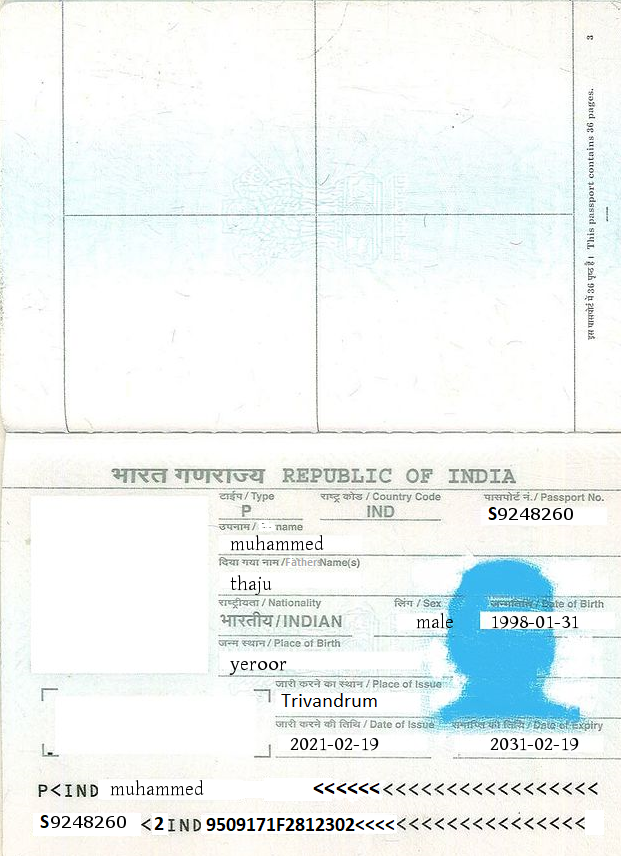 3
इस पासपोर्ट में 36 पृष्ठ हैं। This passport contains 36 pages.
भारत गणराज्य REPUBLIC OF INDIA
टाईप / Type राष्ट्र कोड / Country Code पासपोर्ट नं. / Passport No.
P IND S9248260
उपनाम / name
muhammed
दिया गया नाम /FathersName(s)
thaju
राष्ट्रीयता / Nationality लिंग / Sex जन्मतिथि / Date of Birth
भारतीय / INDIAN male 1998-01-31
जन्म स्थान / Place of Birth
yeroor
जारी करने का स्थान / Place of Issue
Trivandrum
जारी करने की तिथि / Date of Issue समाप्ति की तिथि / Date of Expiry
2021-02-19 2031-02-19
P<IND muhammed <<<<<<<<<<<<<<<<<<<<<<<
S9248260 <2IND9509171F2812302<<<<<<<<<<<<<<<<<<